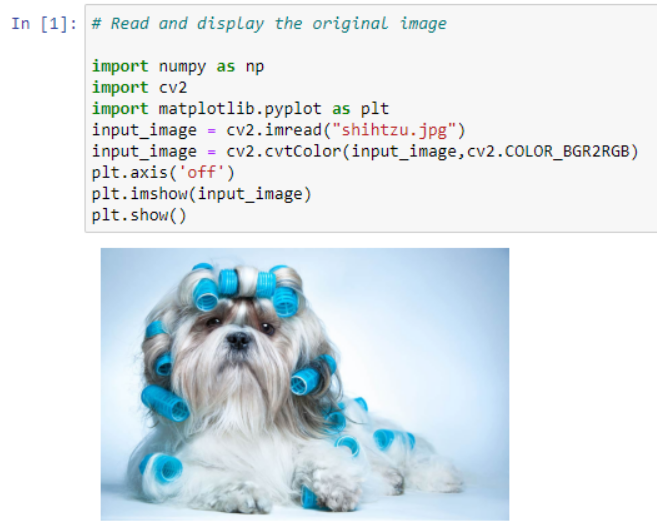 In [1]: # Read and display the original image
import numpy as np
import cv2
import matplotlib.pyplot as plt
input_image = cv2.imread("shihtzu.jpg")
input_image = cv2.cvtColor(input_image,cv2.COLOR_BGR2RGB)
plt.axis('off')
plt.imshow(input_image)
plt.show()